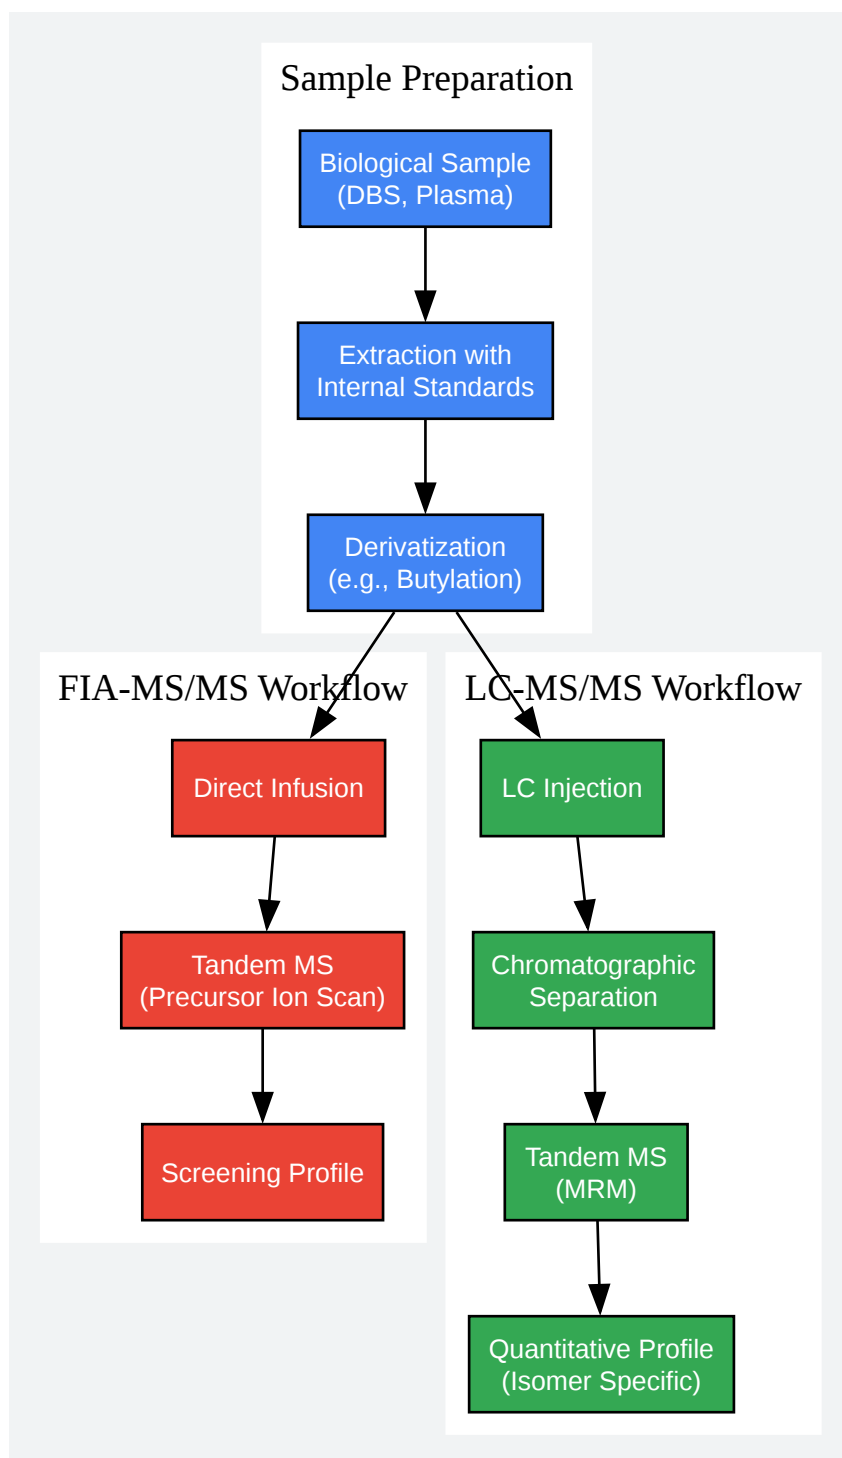 Sample Preparation
Biological Sample
(DBS, Plasma)
Extraction with
Internal Standards
Derivatization
(e.g., Butylation)
FIA-MS/MS Workflow
Direct Infusion
Tandem MS
(Precursor Ion Scan)
Screening Profile
LC-MS/MS Workflow
LC Injection
Chromatographic
Separation
Tandem MS
(MRM)
Quantitative Profile
(Isomer Specific)